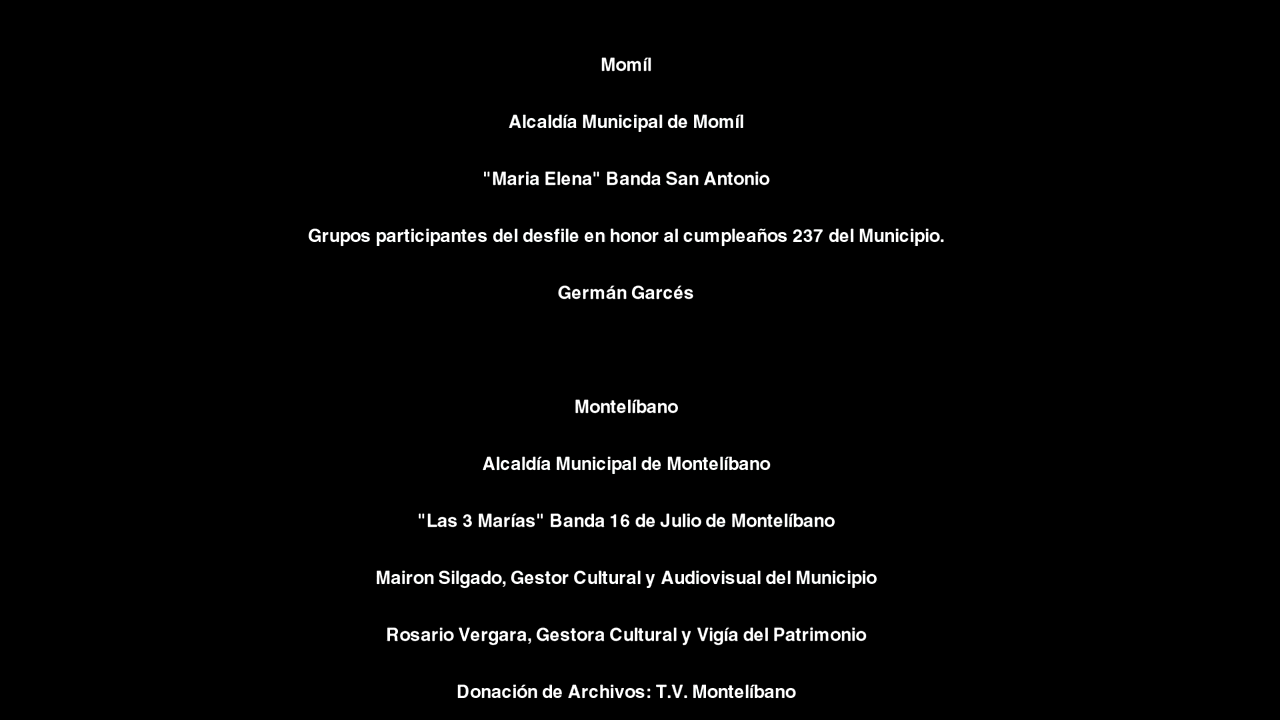 Momíl
Alcaldía Municipal de Momíl
"Maria Elena" Banda San Antonio
Grupos participantes del desfile en honor al cumpleaños 237 del Municipio.
Germán Garcés
Montelíbano
Alcaldía Municipal de Montelíbano
"Las 3 Marías" Banda 16 de Julio de Montelíbano
Mairon Silgado, Gestor Cultural y Audiovisual del Municipio
Rosario Vergara, Gestora Cultural y Vigía del Patrimonio
Donación de Archivos: T.V. Montelíbano